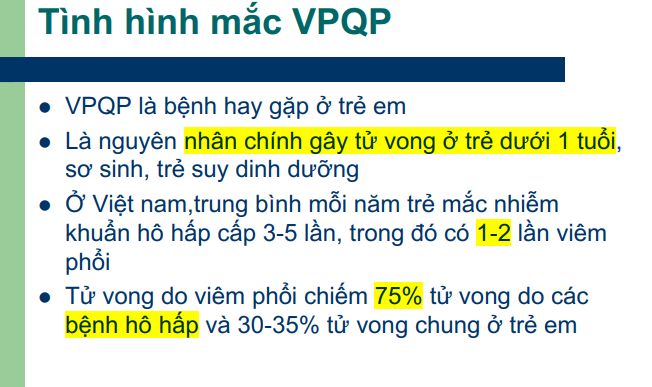 Tình hình mắc VPQP
● VPQP là bệnh hay gặp ở trẻ em
● Là nguyên nhân chính gây tử vong ở trẻ dưới 1 tuổi,
sơ sinh, trẻ suy dinh dưỡng
● Ở Việt nam,trung bình mỗi năm trẻ mắc nhiễm
khuẩn hô hấp cấp 3-5 lần, trong đó có 1-2 lần viêm
phổi
● Tử vong do viêm phổi chiếm 75% tử vong do các
bệnh hô hấp và 30-35% tử vong chung ở trẻ em